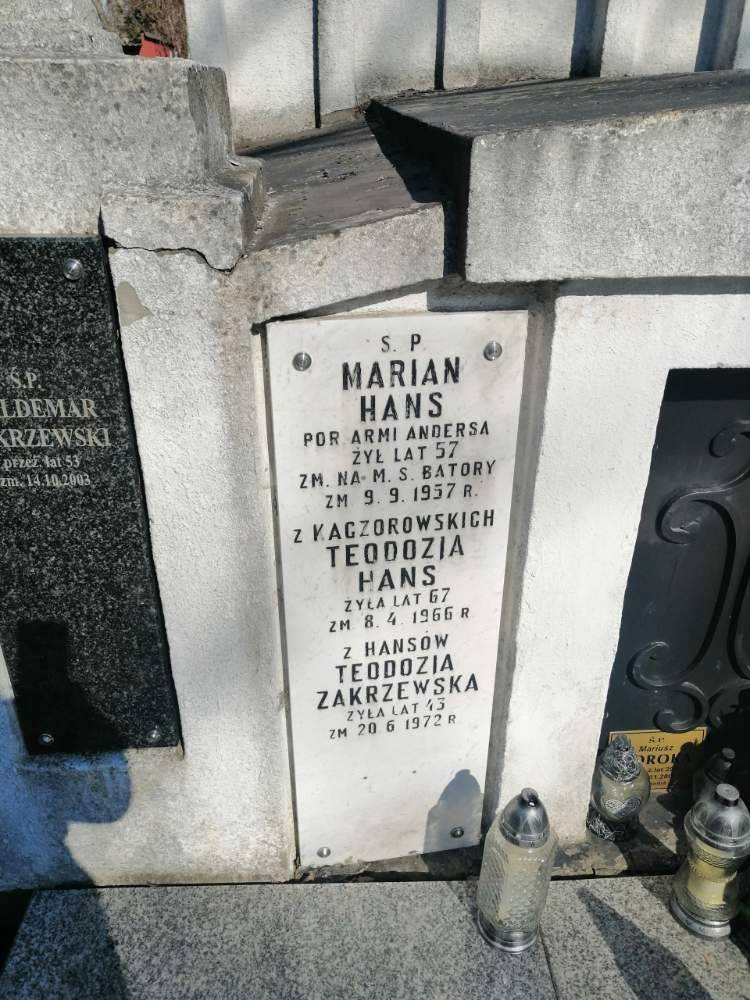 Ś.P.
LDEMAR
KRZEWSKI
przeż. lat 53
zm. 14.10.2003
S. P
MARIAN
HANS
POR. ARMI ANDERSA
ŻYŁ LAT 57
ZM. NA M. S. BATORY
ZM 9. 9. 1957 R.
Z KACZOROWSKICH
TEODOZJA
HANS
ŻYŁA LAT 67
ZM 8. 4. 1966 R
Z HANSÓW
TEODOZJA
ZAKRZEWSKA
ŻYŁA LAT 43
ZM 20 6 1972 R
Ś.P.
Mariusz